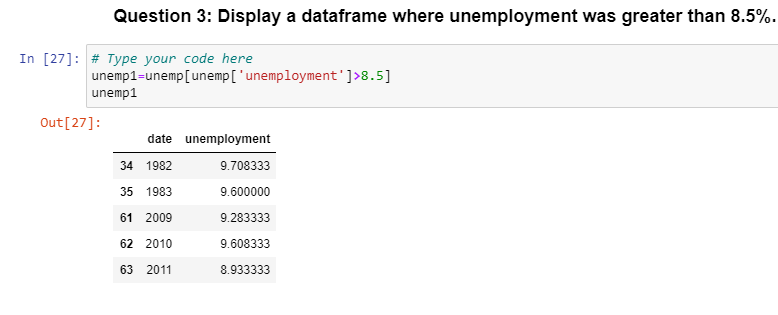 Question 3: Display a dataframe where unemployment was greater than 8.5%.
In [27]: # Type your code here
unemp1=unemp[unemp['unemployment']>8.5]
unemp1
Out[27]:
date unemployment
34 1982 9.708333
35 1983 9.600000
61 2009 9.283333
62 2010 9.608333
63 2011 8.933333